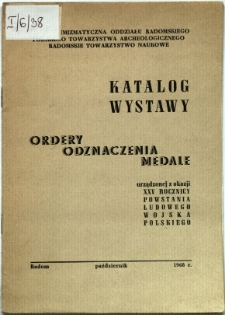 I/6/98
NUMIZMATYCZNA ODDZIAŁU RADOMSKIEGO
TOWARZYSTWA ARCHEOLOGICZNEGO
RADOMSKIE TOWARZYSTWO NAUKOWE
KATALOG
WYSTAWY
ORDERY
ODZNACZENIA
MEDALE
urządzonej z okazji
XXV ROCZNICY
POWSTANIA
LUDOWEGO
WOJSKA
POLSKIEGO
Radom październik 1968 r.